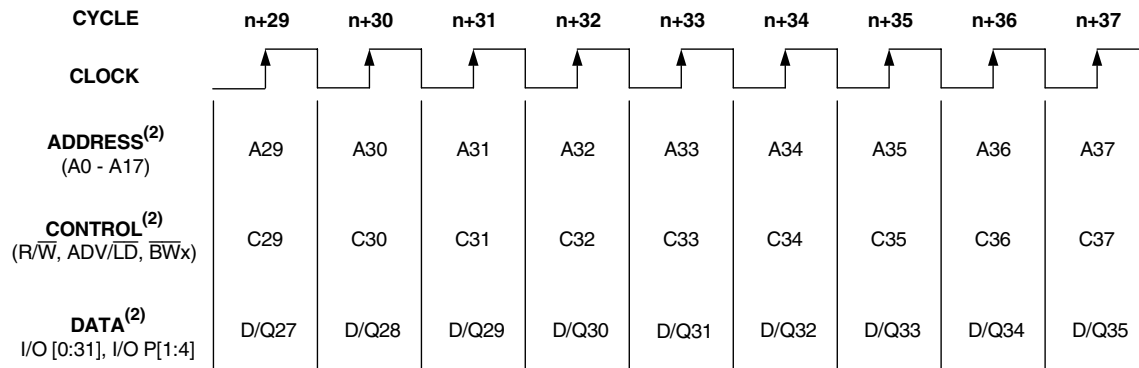 CYCLE n+29 n+30 n+31 n+32 n+33 n+34 n+35 n+36 n+37
CLOCK
ADDRESS(2)
(A0 - A17)
A29 A30 A31 A32 A33 A34 A35 A36 A37
CONTROL(2)
(R/W̅, ADV/L̅D̅, B̅W̅x)
C29 C30 C31 C32 C33 C34 C35 C36 C37
DATA(2)
I/O [0:31], I/O P[1:4]
D/Q27 D/Q28 D/Q29 D/Q30 D/Q31 D/Q32 D/Q33 D/Q34 D/Q35